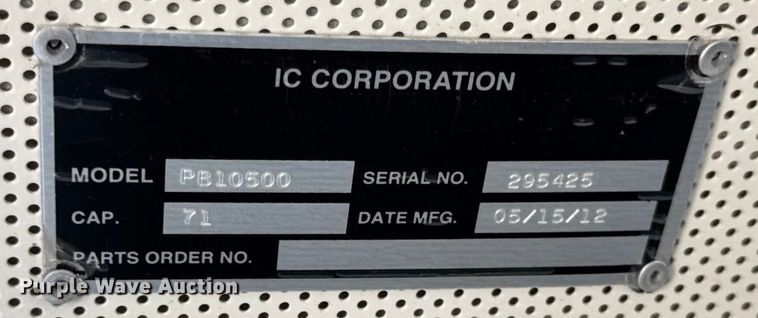 IC CORPORATION
MODEL PB10500 SERIAL NO. 295425
CAP. 71 DATE MFG. 05/15/12
PARTS ORDER NO.
Purple Wave Auction